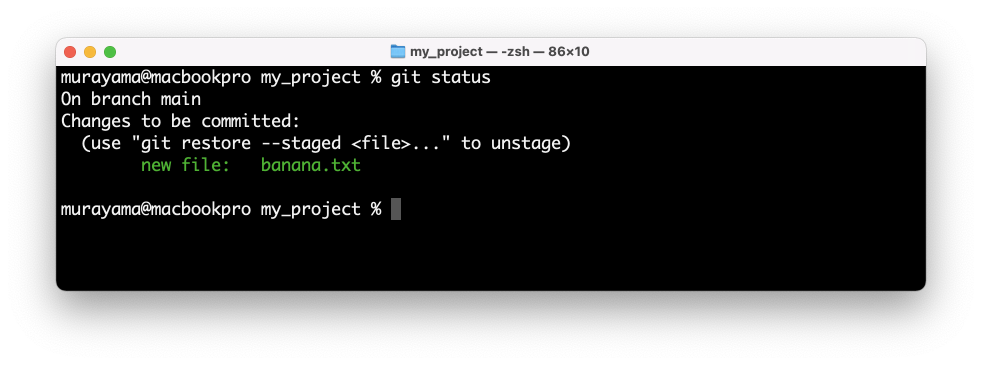 my_project — -zsh — 86×10
murayama@macbookpro my_project % git status
On branch main
Changes to be committed:
  (use "git restore --staged <file>..." to unstage)
        new file:   banana.txt
murayama@macbookpro my_project %